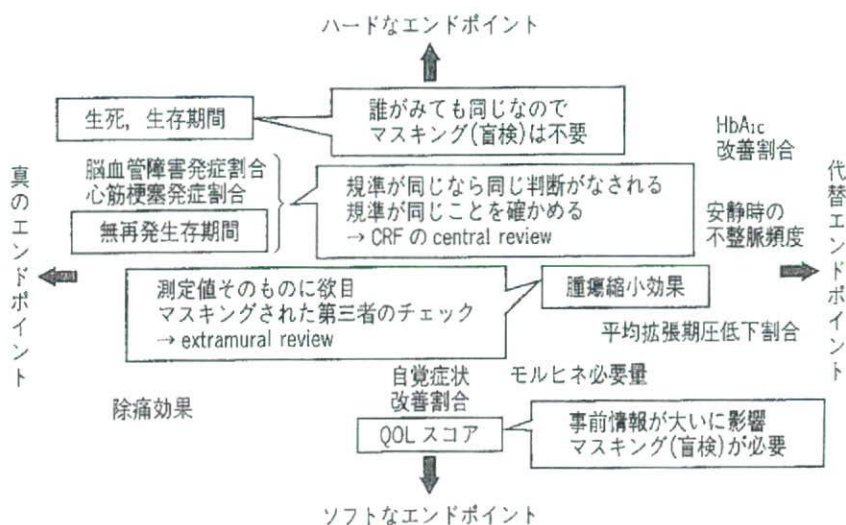 ハードなエンドポイント
生死，生存期間
誰がみても同じなので
マスキング(盲検)は不要
HbA1c
改善割合
真のエンドポイント
脳血管障害発症割合
心筋梗塞発症割合
無再発生存期間
規準が同じなら同じ判断がなされる
規準が同じことを確かめる
→ CRF の central review
安静時の
不整脈頻度
代替エンドポイント
測定値そのものに欲目
マスキングされた第三者のチェック
→ extramural review
腫瘍縮小効果
平均拡張期圧低下割合
除痛効果
自覚症状
改善割合
モルヒネ必要量
QOL スコア
事前情報が大いに影響
マスキング(盲検)が必要
ソフトなエンドポイント